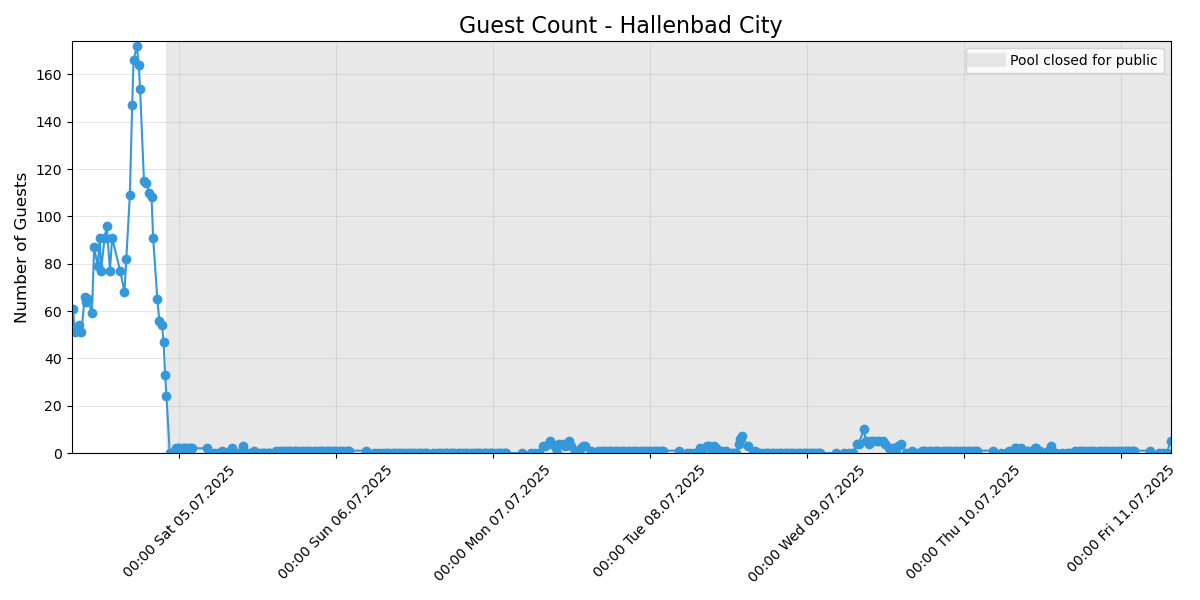 Guest Count - Hallenbad City
Pool closed for public
Number of Guests
160
140
120
100
80
60
40
20
0
00:00 Sat 05.07.2025
00:00 Sun 06.07.2025
00:00 Mon 07.07.2025
00:00 Tue 08.07.2025
00:00 Wed 09.07.2025
00:00 Thu 10.07.2025
00:00 Fri 11.07.2025